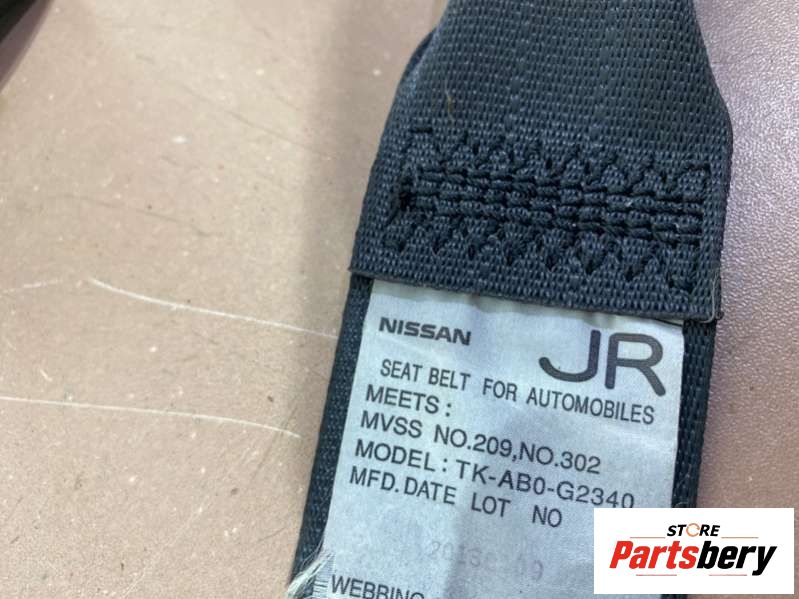 NISSAN JR
SEAT BELT FOR AUTOMOBILES
MEETS:
MVSS NO.209,NO.302
MODEL: TK-AB0-G2340
MFD.DATE LOT NO
WEBBING
STORE
Partsbery